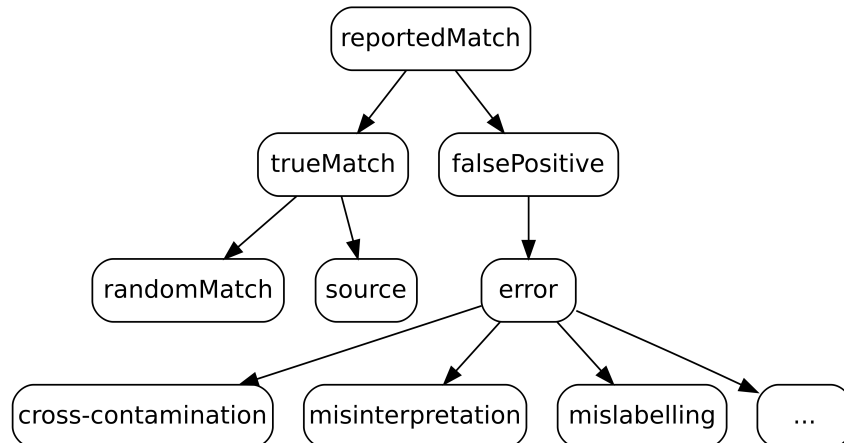 reportedMatch
trueMatch
falsePositive
randomMatch
source
error
cross-contamination
misinterpretation
mislabelling
...